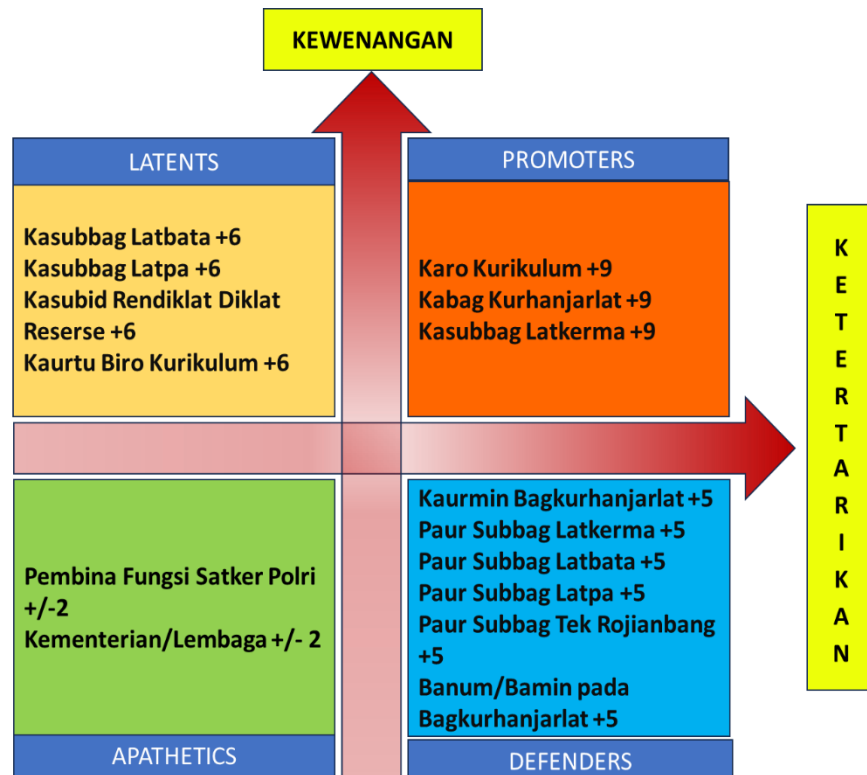 KEWENANGAN
LATENTS
Kasubbag Latbata +6
Kasubbag Latpa +6
Kasubid Rendiklat Diklat
Reserse +6
Kaurtu Biro Kurikulum +6
PROMOTERS
Karo Kurikulum +9
Kabag Kurhanjarlat +9
Kasubbag Latkerma +9
KETERTARIKAN
Pembina Fungsi Satker Polri
+/-2
Kementerian/Lembaga +/- 2
APATHETICS
Kaurmin Bagkurhanjarlat +5
Paur Subbag Latkerma +5
Paur Subbag Latbata +5
Paur Subbag Latpa +5
Paur Subbag Tek Rojianbang
+5
Banum/Bamin pada
Bagkurhanjarlat +5
DEFENDERS